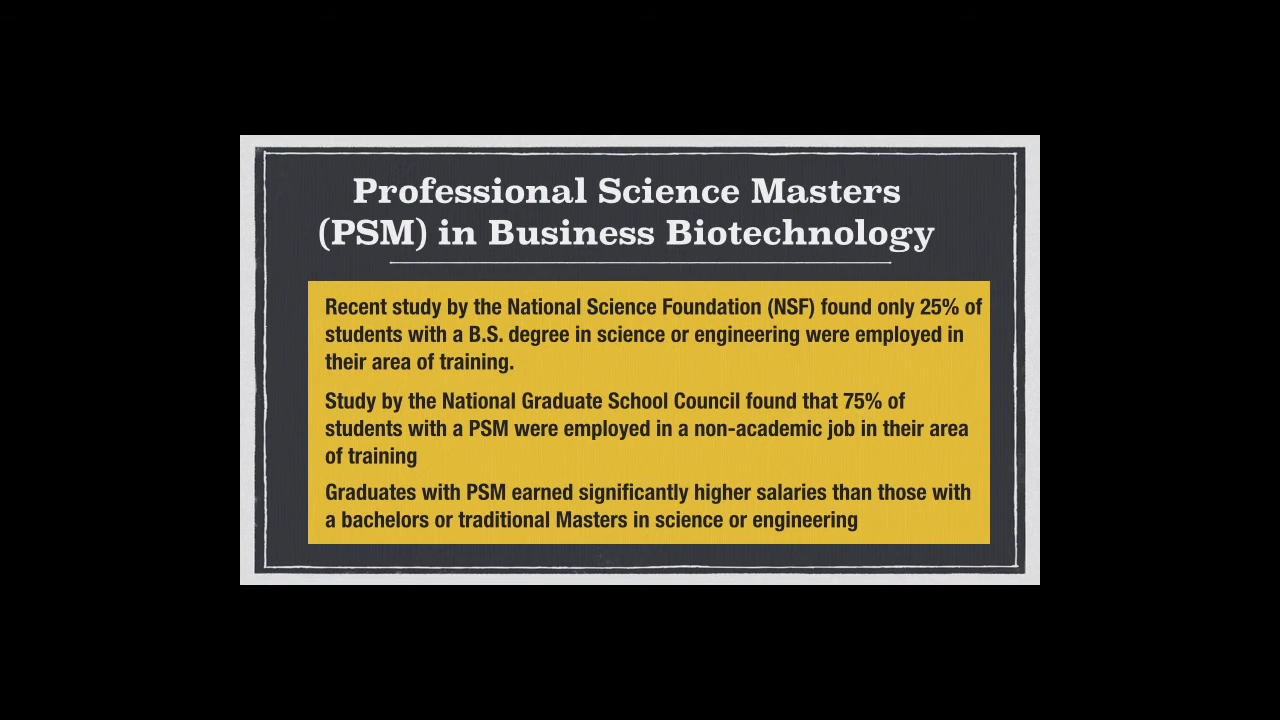 Professional Science Masters
(PSM) in Business Biotechnology
Recent study by the National Science Foundation (NSF) found only 25% of
students with a B.S. degree in science or engineering were employed in
their area of training.
Study by the National Graduate School Council found that 75% of
students with a PSM were employed in a non-academic job in their area
of training
Graduates with PSM earned significantly higher salaries than those with
a bachelors or traditional Masters in science or engineering